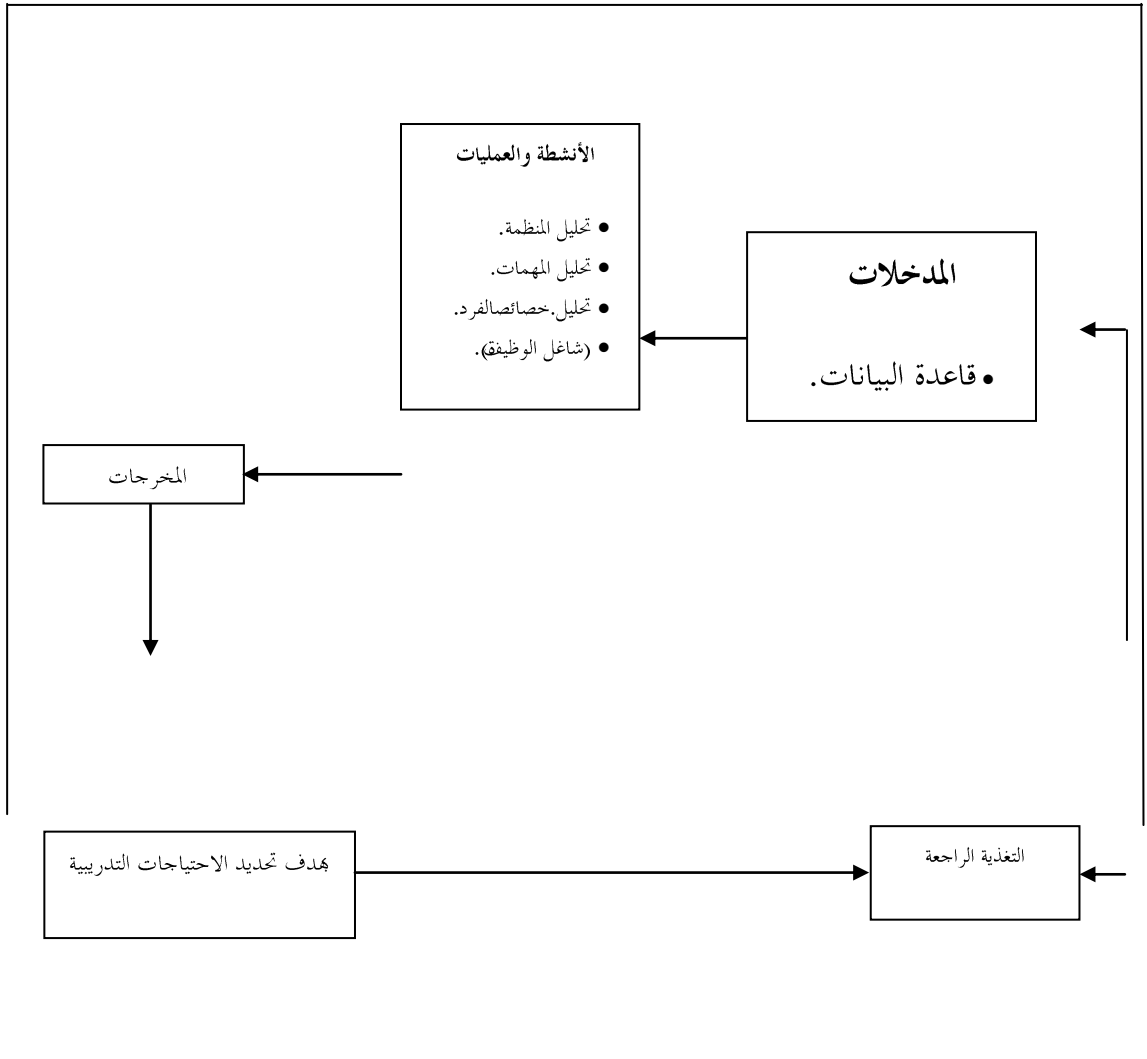 الأنشطة والعمليات
• تحليل المنظمة.
• تحليل المهمات.
• تحليل.خصائصالفرد.
• (شاغل الوظيفة).
المدخلات
• قاعدة البيانات.
المخرجات
بهدف تحديد الاحتياجات التدريبية
التغذية الراجعة